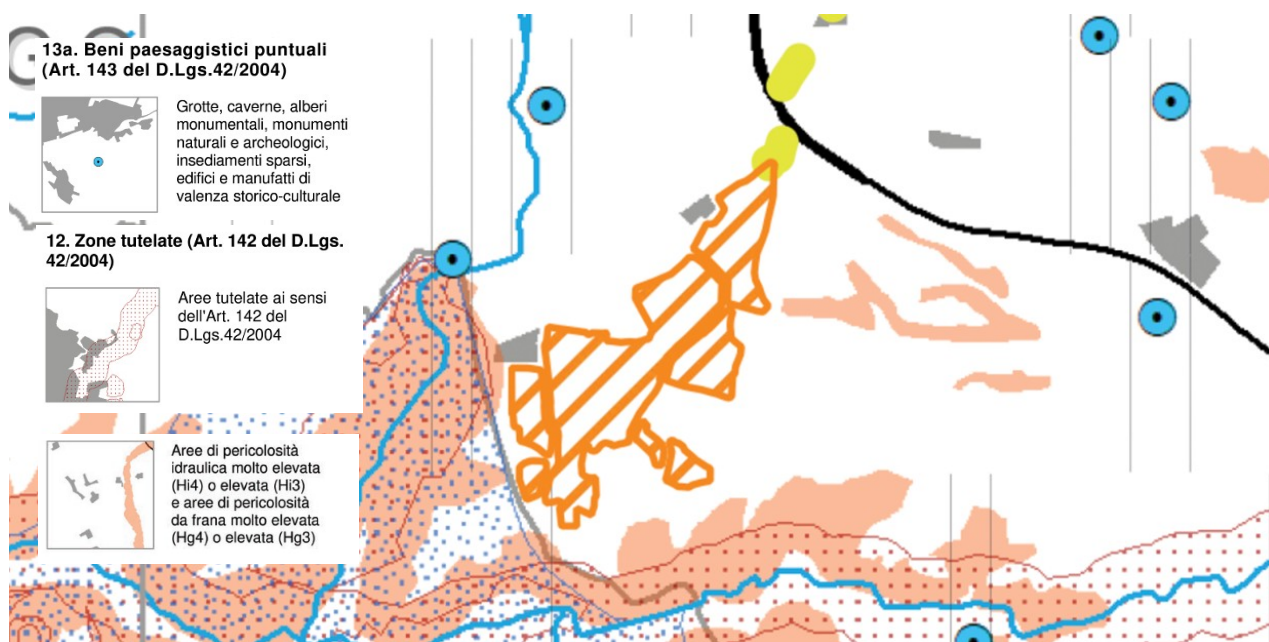 13a. Beni paesaggistici puntuali
(Art. 143 del D.Lgs.42/2004)
Grotte, caverne, alberi
monumentali, monumenti
naturali e archeologici,
insediamenti sparsi,
edifici e manufatti di
valenza storico-culturale
12. Zone tutelate (Art. 142 del D.Lgs.
42/2004)
Aree tutelate ai sensi
dell'Art. 142 del
D.Lgs.42/2004
Aree di pericolosità
idraulica molto elevata
(Hi4) o elevata (Hi3)
e aree di pericolosità
da frana molto elevata
(Hg4) o elevata (Hg3)